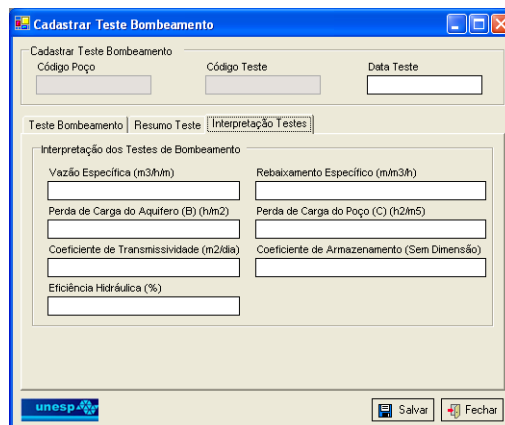 Cadastrar Teste Bombeamento
Cadastrar Teste Bombeamento
Código Poço Código Teste Data Teste
Teste Bombeamento Resumo Teste Interpretação Testes
Interpretação dos Testes de Bombeamento
Vazão Específica (m3/h/m) Rebaixamento Específico (m/m3/h)
Perda de Carga do Aquifero (B) (h/m2) Perda de Carga do Poço (C) (h2/m5)
Coeficiente de Transmissividade (m2/dia) Coeficiente de Armazenamento (Sem Dimensão)
Eficiência Hidráulica (%)
unesp Salvar Fechar